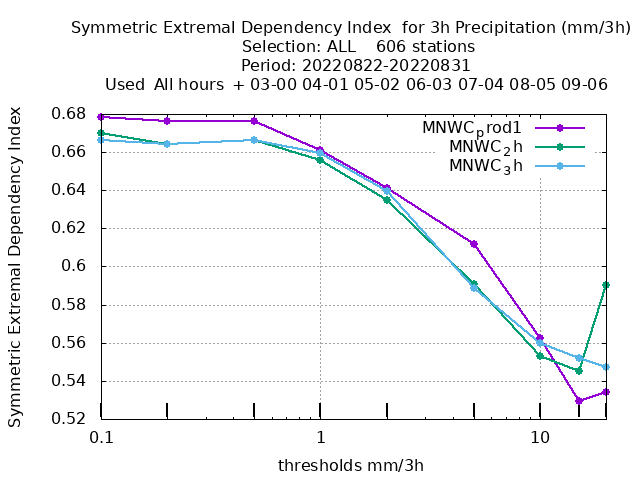 Symmetric Extremal Dependency Index for 3h Precipitation (mm/3h)
Selection: ALL 606 stations
Period: 20220822-20220831
Used All hours + 03-00 04-01 05-02 06-03 07-04 08-05 09-06
Symmetric Extremal Dependency Index
0.68
0.66
0.64
0.62
0.6
0.58
0.56
0.54
0.52
MNWCprod1
MNWC2h
MNWC3h
0.1 1 10
thresholds mm/3h